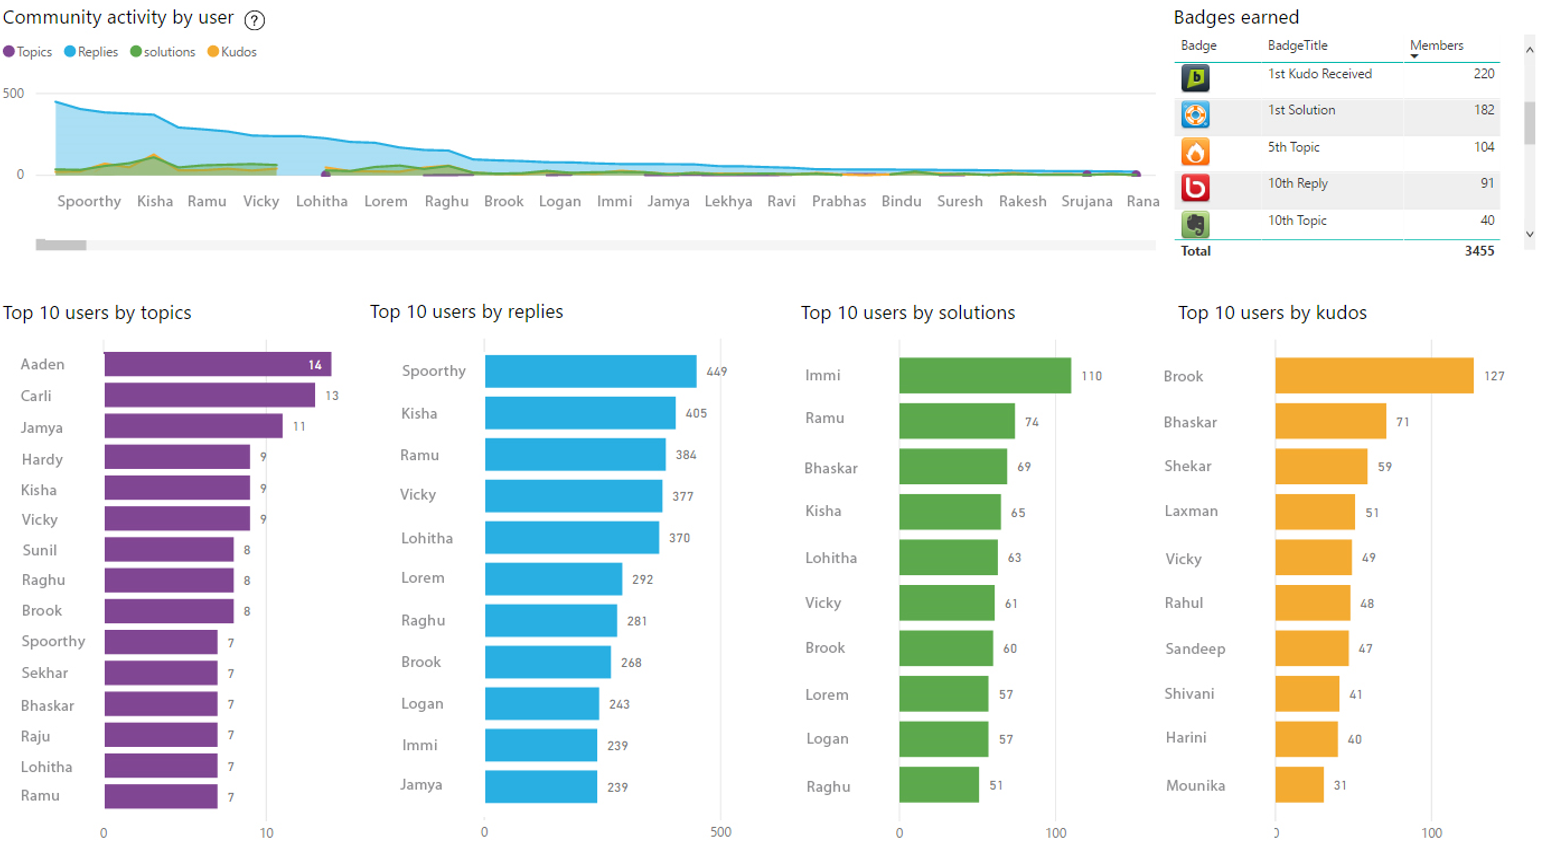 Community activity by user ?
Topics Replies solutions Kudos
500
0
Spoorthy Kisha Ramu Vicky Lohitha Lorem Raghu Brook Logan Immi Jamya Lekhya Ravi Prabhas Bindu Suresh Rakesh Srujana Rana
Badges earned
Badge BadgeTitle Members
1st Kudo Received 220
1st Solution 182
5th Topic 104
10th Reply 91
10th Topic 40
Total 3455
Top 10 users by topics
Aaden 14
Carli 13
Jamya 11
Hardy 9
Kisha 9
Vicky 9
Sunil 8
Raghu 8
Brook 8
Spoorthy 7
Sekhar 7
Bhaskar 7
Raju 7
Lohitha 7
Ramu 7
0 10
Top 10 users by replies
Spoorthy 449
Kisha 405
Ramu 384
Vicky 377
Lohitha 370
Lorem 292
Raghu 281
Brook 268
Logan 243
Immi 239
Jamya 239
0 500
Top 10 users by solutions
Immi 110
Ramu 74
Bhaskar 69
Kisha 65
Lohitha 63
Vicky 61
Brook 60
Lorem 57
Logan 57
Raghu 51
0 100
Top 10 users by kudos
Brook 127
Bhaskar 71
Shekar 59
Laxman 51
Vicky 49
Rahul 48
Sandeep 47
Shivani 41
Harini 40
Mounika 31
0 100